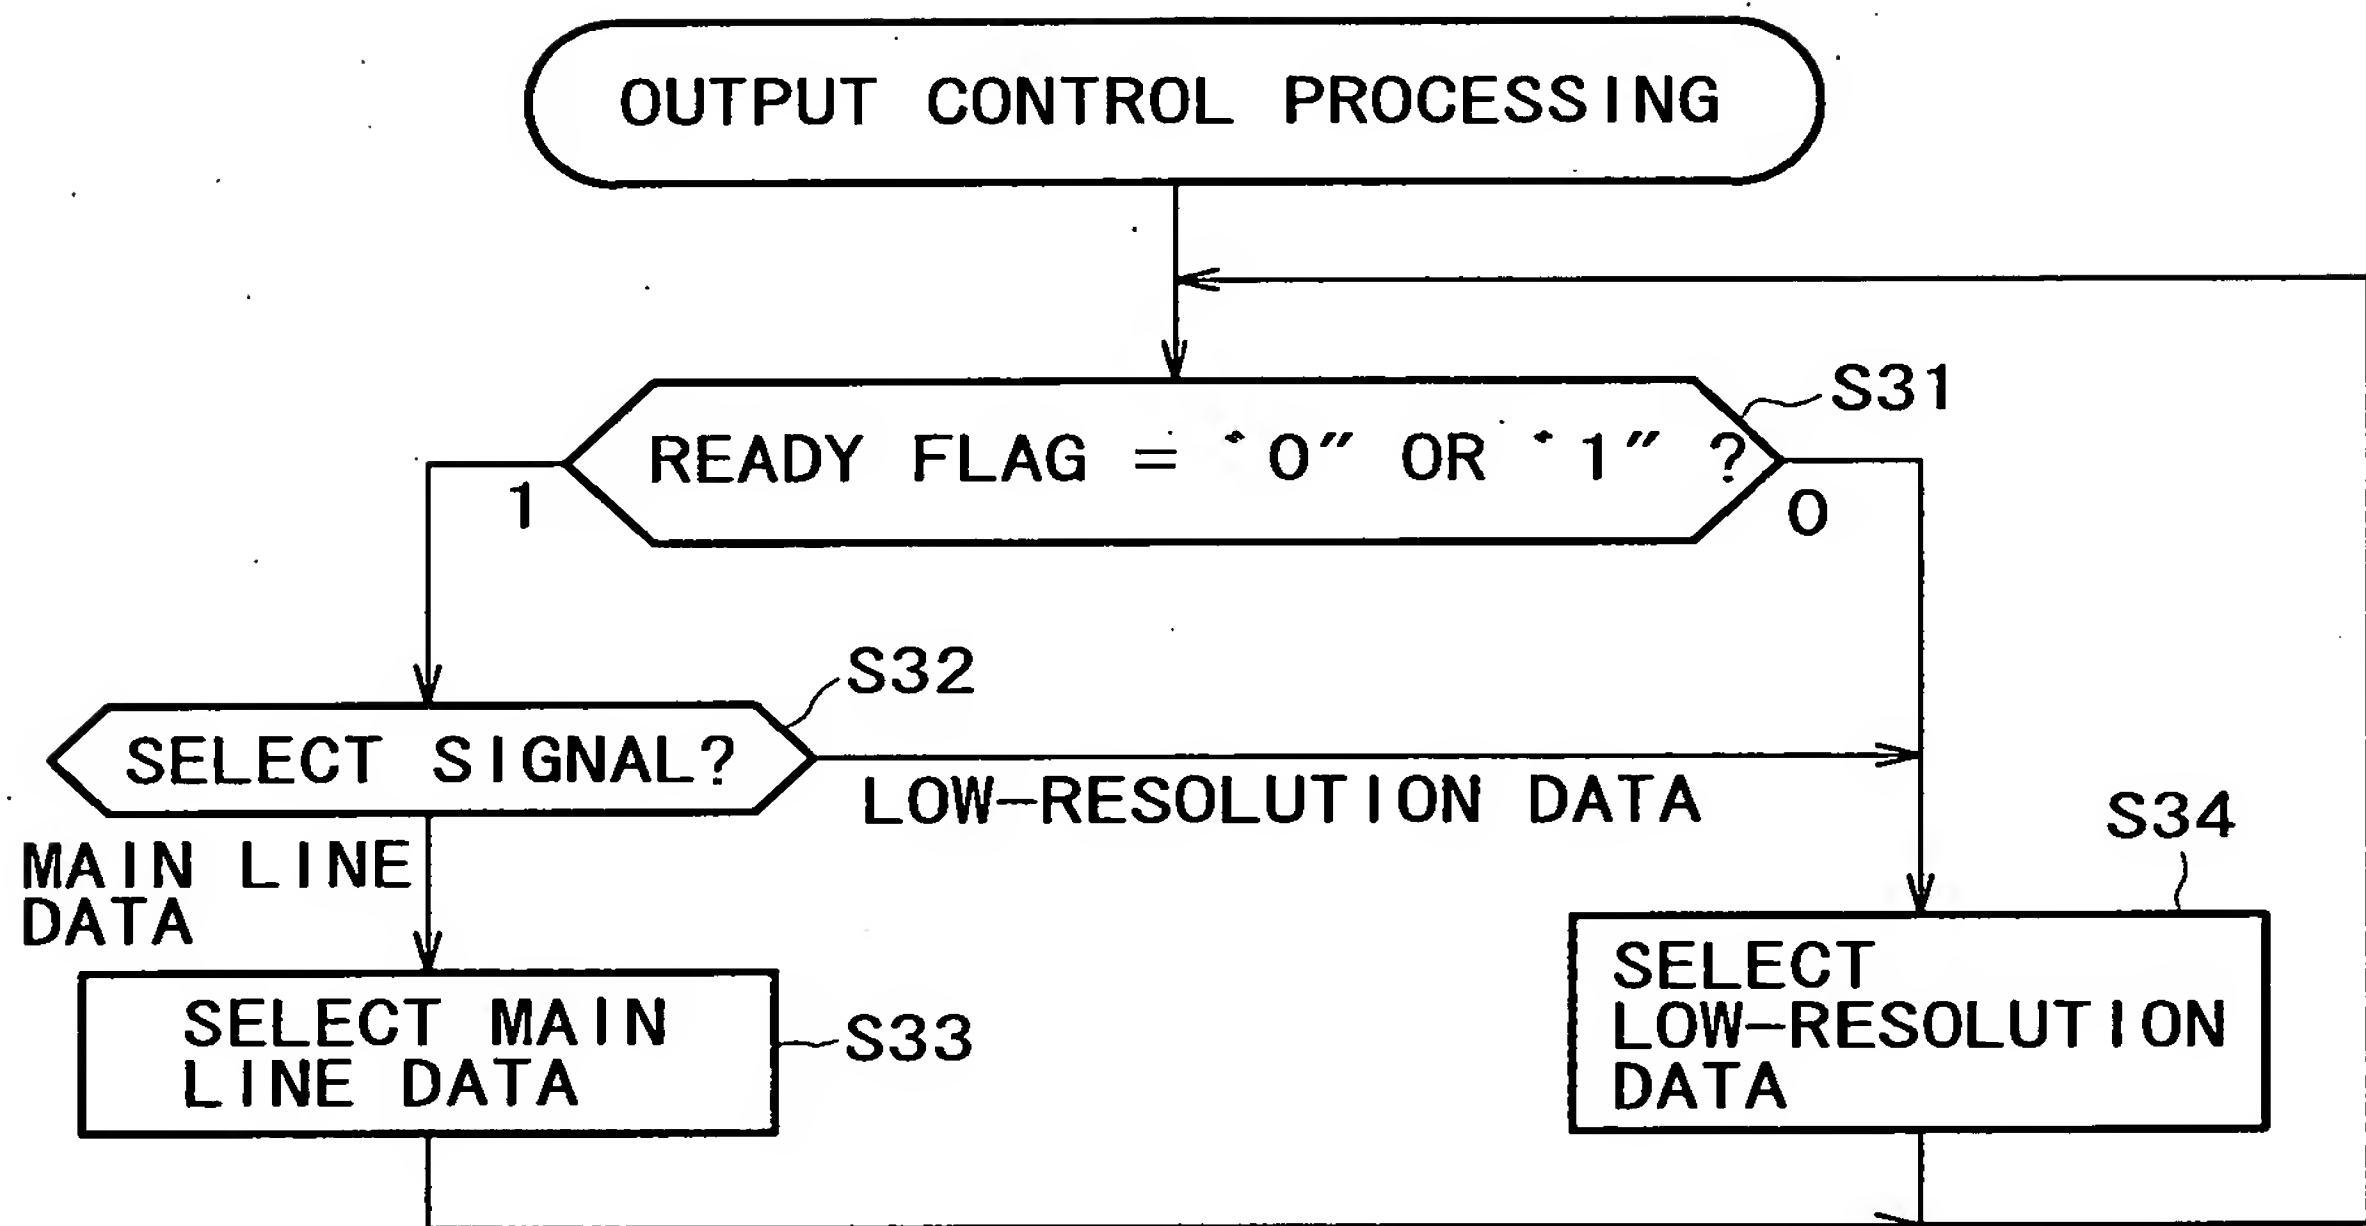 OUTPUT CONTROL PROCESSING
S31
READY FLAG = "0" OR "1" ?
1
0
S32
SELECT SIGNAL?
LOW-RESOLUTION DATA
S34
MAIN LINE
DATA
SELECT
LOW-RESOLUTION
DATA
SELECT MAIN
LINE DATA
S33